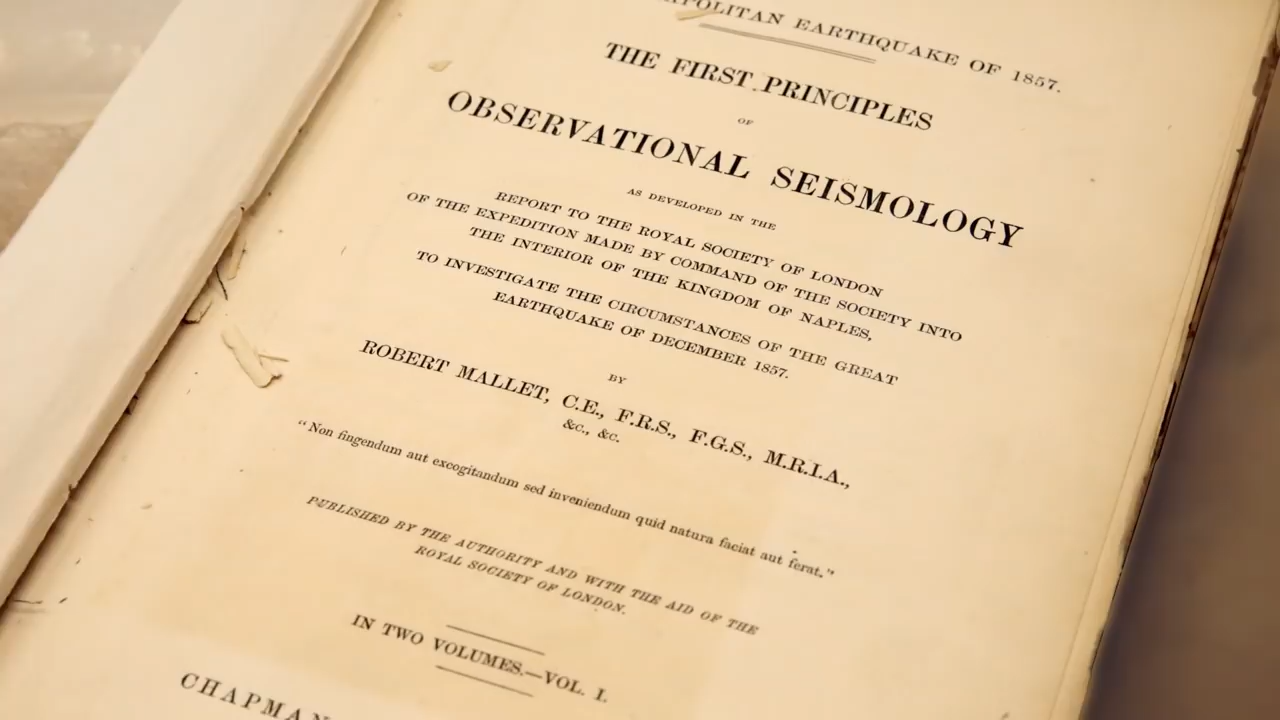 EARTHQUAKE OF 1857.
THE FIRST PRINCIPLES
OF
OBSERVATIONAL SEISMOLOGY
AS DEVELOPED IN THE
REPORT TO THE ROYAL SOCIETY OF LONDON
OF THE EXPEDITION MADE BY COMMAND OF THE SOCIETY INTO
THE INTERIOR OF THE KINGDOM OF NAPLES,
TO INVESTIGATE THE CIRCUMSTANCES OF THE GREAT
EARTHQUAKE OF DECEMBER 1857.
BY
ROBERT MALLET, C.E., F.R.S., F.G.S., M.R.I.A.,
&c., &c.
“Non fingendum aut excogitandum sed inveniendum quid natura faciat aut ferat.”
PUBLISHED BY THE AUTHORITY AND WITH THE AID OF THE
ROYAL SOCIETY OF LONDON.
IN TWO VOLUMES.—VOL. I.
CHAPMAN